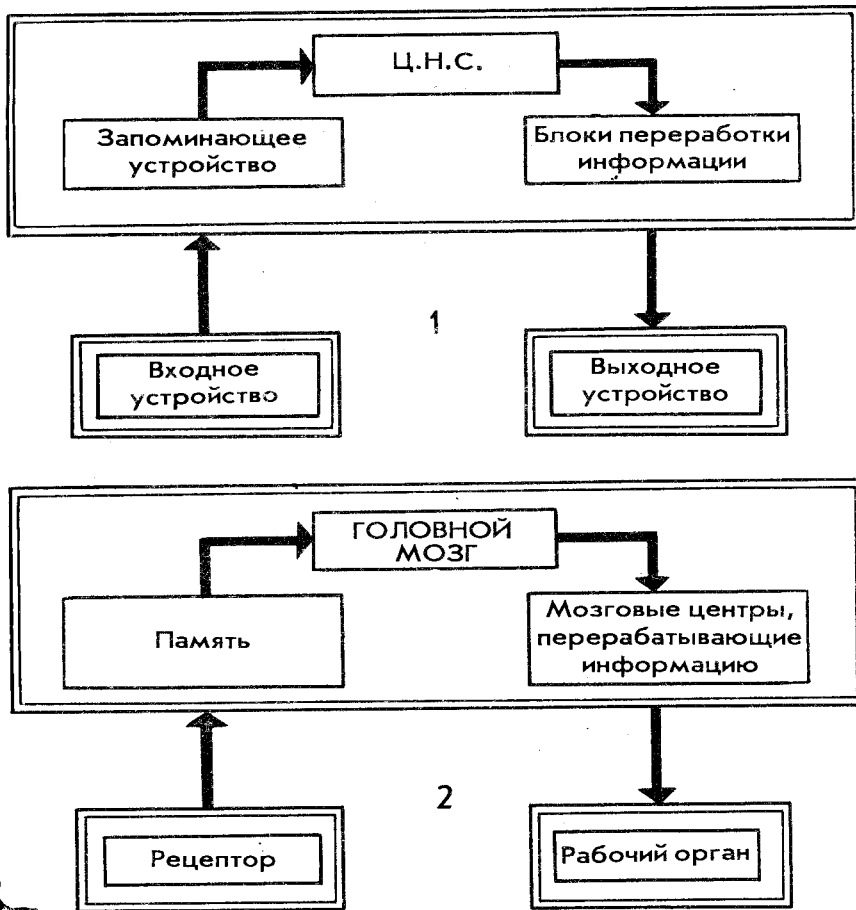 Ц.Н.С.
Запоминающее
устройство
Блоки переработки
информации
1
Входное
устройство
Выходное
устройство
ГОЛОВНОЙ
МОЗГ
Память
Мозговые центры,
перерабатывающие
информацию
2
Рецептор
Рабочий орган